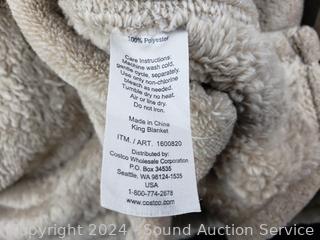 100% Polyester
Care Instructions:
Machine wash cold,
gentle cycle, separately.
Use only non-chlorine
bleach as needed.
Tumble dry no heat.
Air or line dry.
Do not Iron.
Made in China
King Blanket
ITM. / ART. 1600820
Distributed by:
Costco Wholesale Corporation
P.O. Box 34535
Seattle, WA 98124-1535
USA
1-800-774-2678
www.costco.com
Copyright 2024 - Sound Auction Service